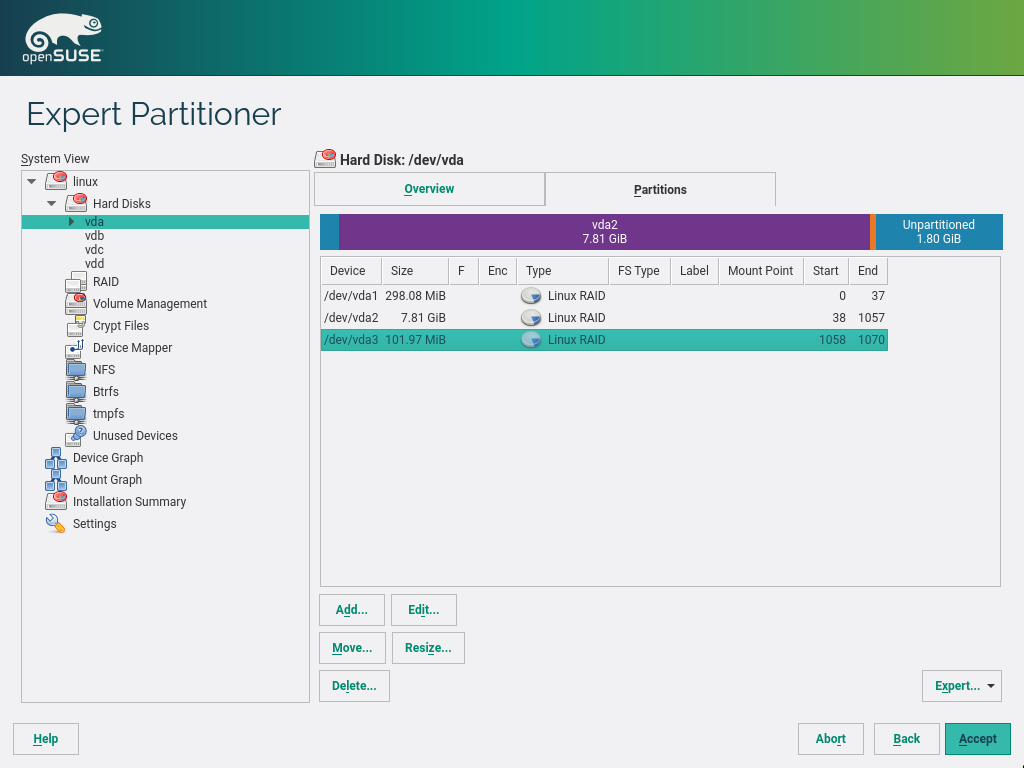 openSUSE
Expert Partitioner
System View
linux
Hard Disks
vda
vdb
vdc
vdd
RAID
Volume Management
Crypt Files
Device Mapper
NFS
Btrfs
tmpfs
Unused Devices
Device Graph
Mount Graph
Installation Summary
Settings
Hard Disk: /dev/vda
Overview Partitions
vda2 Unpartitioned
7.81 GiB 1.80 GiB
Device Size F Enc Type FS Type Label Mount Point Start End
/dev/vda1 298.08 MiB Linux RAID 0 37
/dev/vda2 7.81 GiB Linux RAID 38 1057
/dev/vda3 101.97 MiB Linux RAID 1058 1070
Add... Edit...
Move... Resize...
Delete... Expert...
Help Abort Back Accept